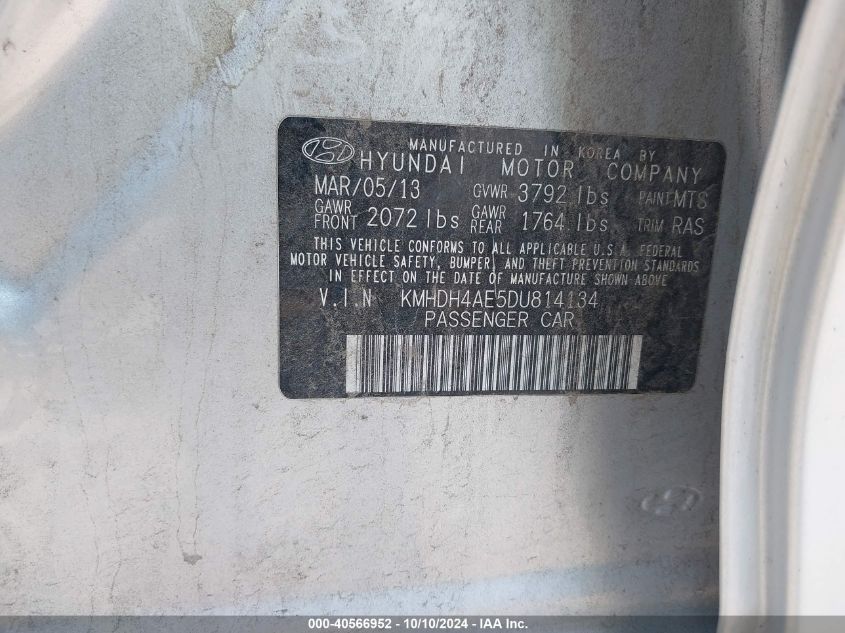 MANUFACTURED IN KOREA BY
HYUNDAI MOTOR COMPANY
MAR/05/13 GVWR 3792 lbs PAINT MT8
GAWR FRONT 2072 lbs GAWR REAR 1764 lbs TRIM RAS
THIS VEHICLE CONFORMS TO ALL APPLICABLE U.S.A. FEDERAL
MOTOR VEHICLE SAFETY, BUMPER, AND THEFT PREVENTION STANDARDS
IN EFFECT ON THE DATE OF MANUFACTURE SHOWN ABOVE
V.I.N KMHDH4AE5DU814134
PASSENGER CAR
000-40566952 - 10/10/2024 - IAA Inc.